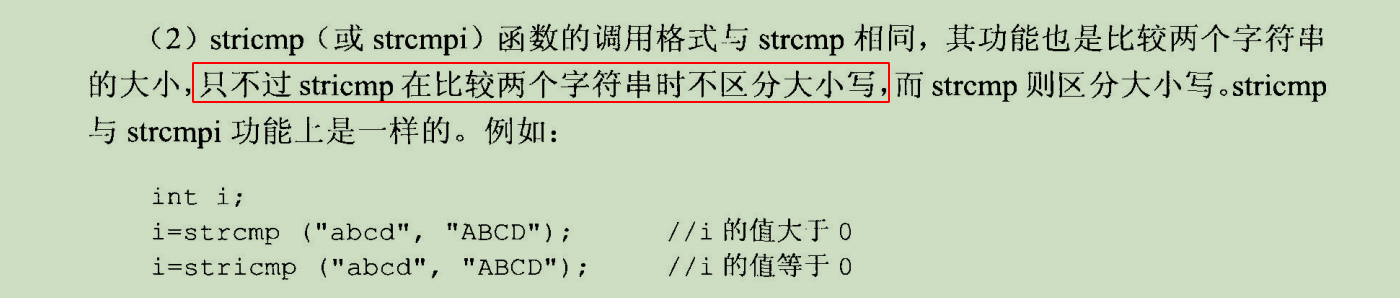 （2）stricmp（或 strcmpi）函数的调用格式与 strcmp 相同，其功能也是比较两个字符串
的大小，只不过 stricmp 在比较两个字符串时不区分大小写，而 strcmp 则区分大小写。stricmp
与 strcmpi 功能上是一样的。例如：
int i;
i=strcmp ("abcd", "ABCD"); //i 的值大于 0
i=stricmp ("abcd", "ABCD"); //i 的值等于 0